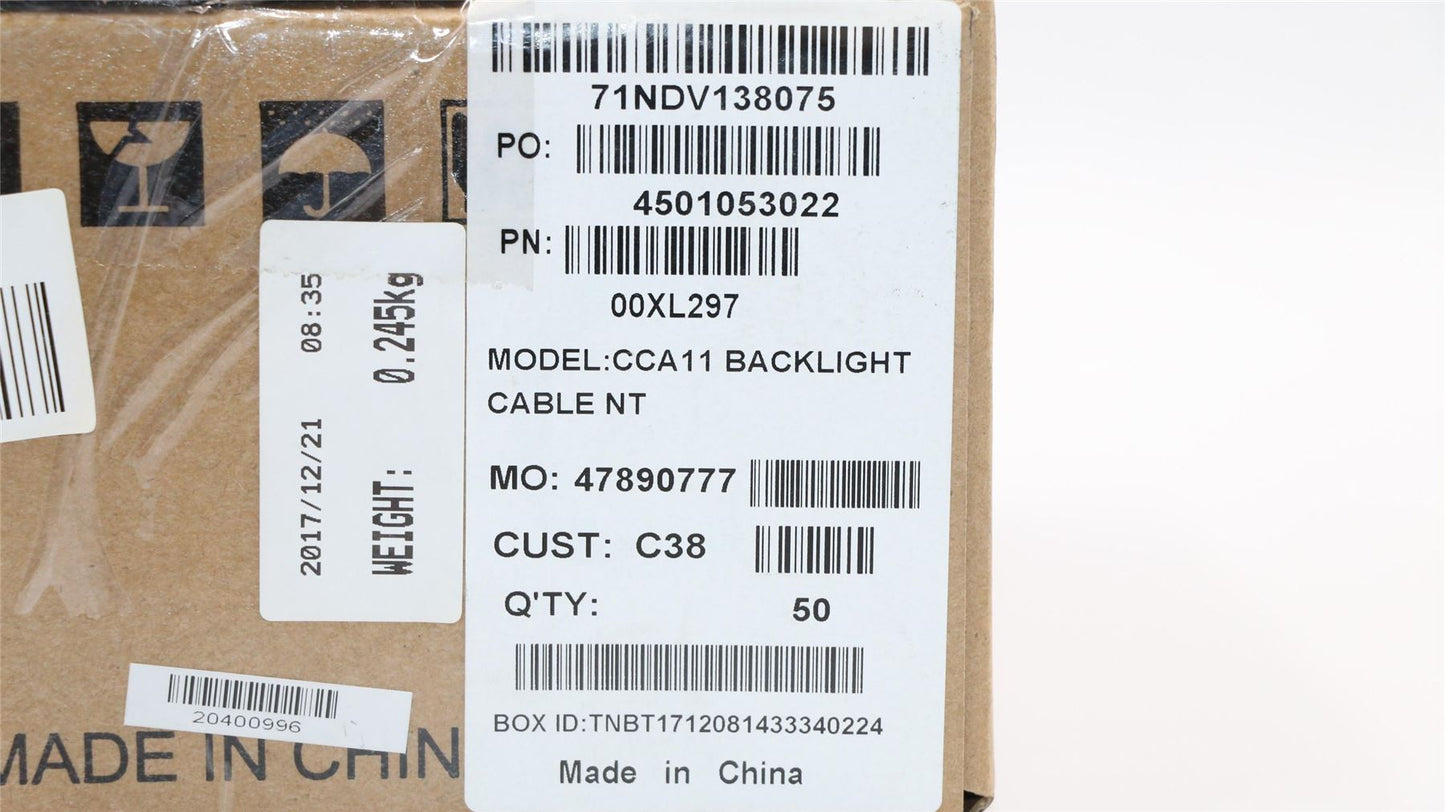 71NDV138075
PO:
4501053022
PN:
00XL297
MODEL:CCA11 BACKLIGHT
CABLE NT
MO: 47890777
CUST: C38
Q'TY: 50
BOX ID:TNBT1712081433340224
Made in China
2017/12/21 08:35
WEIGHT: 0.245kg
20400996
MADE IN CHIN